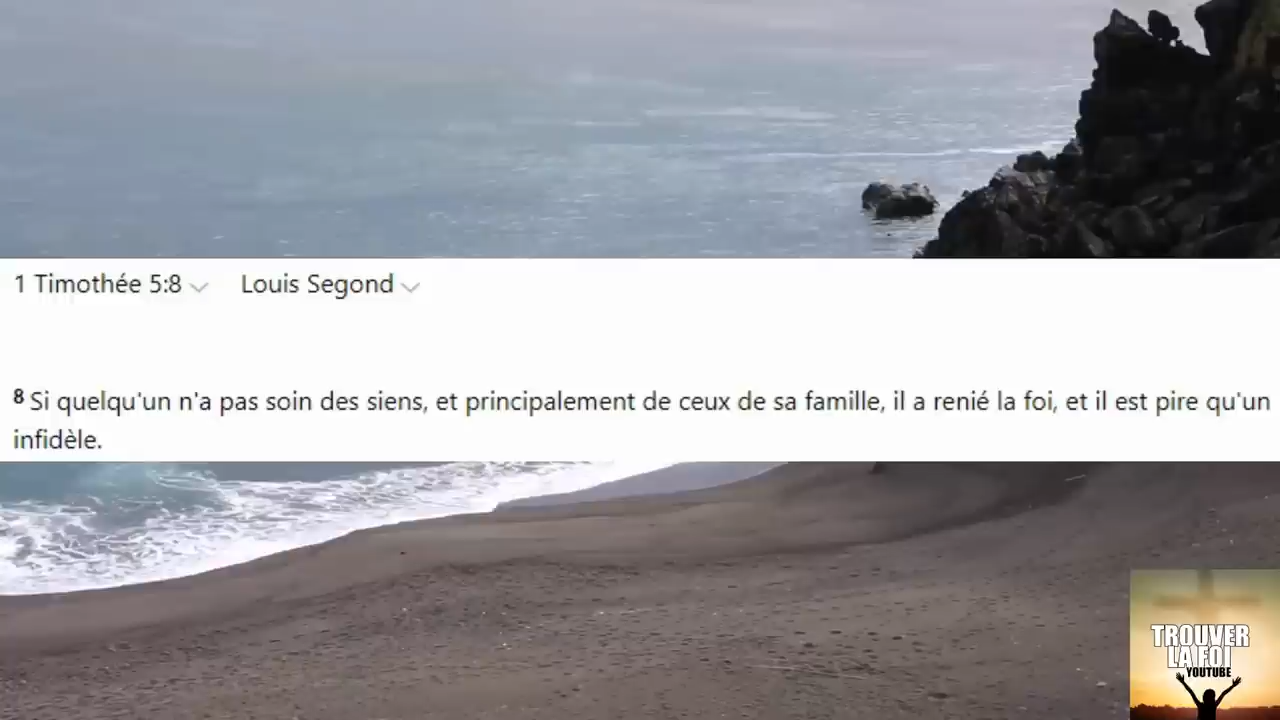 1 Timothée 5:8 Louis Segond
8 Si quelqu'un n'a pas soin des siens, et principalement de ceux de sa famille, il a renié la foi, et il est pire qu'un
infidèle.
TROUVER
LA FOI
YOUTUBE